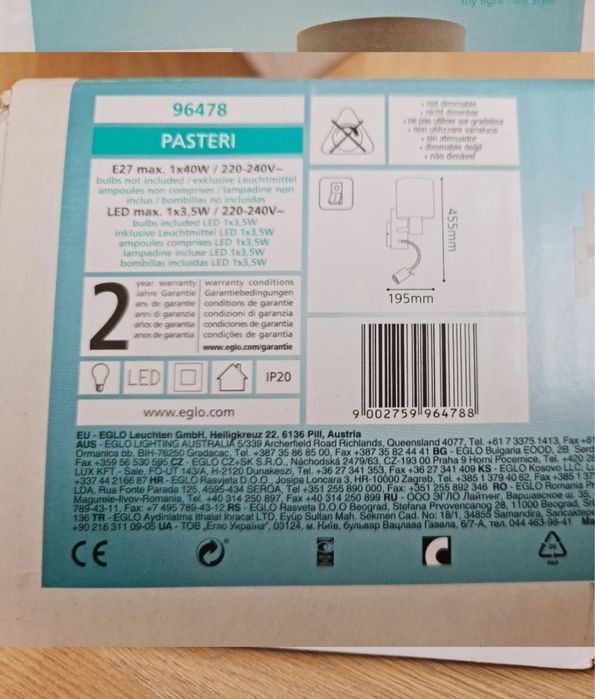 my light · my style
96478
PASTERI
E27 max. 1x40W / 220-240V~
bulbs not included / exklusive Leuchtmittel
ampoules non comprises / lampadine non
inclus / bombillas no incluidas
LED max. 1x3,5W / 220-240V~
bulbs included LED 1x3,5W
inklusive Leuchtmittel LED 1x3,5W
ampoules comprises LED 1x3,5W
lampadine incluse LED 1x3,5W
bombillas incluidas LED 1x3,5W
- not dimmable
- nicht dimmbar
- ne pas utiliser sur gradateur
- non utilizzare varialuce
- sin atenuador
- dimmable değil
- não dimável
455mm
195mm
2
year warranty
Jahre Garantie
ans de garantie
anni di garanzia
años de garantía
anos de garantia
warranty conditions
Garantiebedingungen
conditions de garantie
condizioni di garanzia
condiciones de garantía
condições de garantia
www.eglo.com/garantie
LED
IP20
www.eglo.com
9 002759 964788
EU - EGLO Leuchten GmbH, Heiligkreuz 22, 6136 Pill, Austria
AUS - EGLO LIGHTING AUSTRALIA 5/339 Archerfield Road Richlands, Queensland 4077, Tel. +61 7 3375 1413, Fax +61
Ormanica bb, BIH-76250 Gradacac, Tel. +387 35 86 85 00, Fax +387 35 82 44 41 BG - EGLO Bulgaria EOOD, 2B
Fax +359 56 530 595 CZ - EGLO CZ+SK S.R.O., Náchodská 2479/63, CZ-193 00 Praha 9 Horní Pocernice, Tel. +420
LUX KFT - Sale, FO-UT 143/A, H-2120 Dunakeszi, Tel. +36 27 341 353, Fax +36 27 341 409 KS - EGLO Kosovo LLC,
+337 44 2166 87 HR - EGLO Rasvjeta D.O.O., Josipa Loncara 3, HR-10000 Zagreb, Tel. +385 1 379 40 62, Fax +385 1
LDA, Rua Fonte Parada 125, 4595-434 SEROA, Tel +351 255 890 000, Fax: +351 255 892 346 RO - EGLO Romania
Magurele-Ilvov-Romania, Tel. +40 314 250 897, Fax +40 314 250 899 RU - ООО ЭГЛО Лайтинг, Варшавское ш. 35,
789-43-11, Fax: +7 495 789-43-12 RS - EGLO Rasveta D.O.O Beograd, Stefana Prvovencanog 28, 11000 Beograd,
136 TR - EGLO Aydinlatma Ithalat Ihracat LTD, Eyüp Sultan Mah. Sekmen Cad. No: 18/1, 34855 Samandira,
+90 216 311 09-05 UA - ТОВ „Егло Україна", 03124, м. Київ, бульвар Вацлава Гавела, 6/7-А, тел. 044 463-98-41
CE
20
PAP